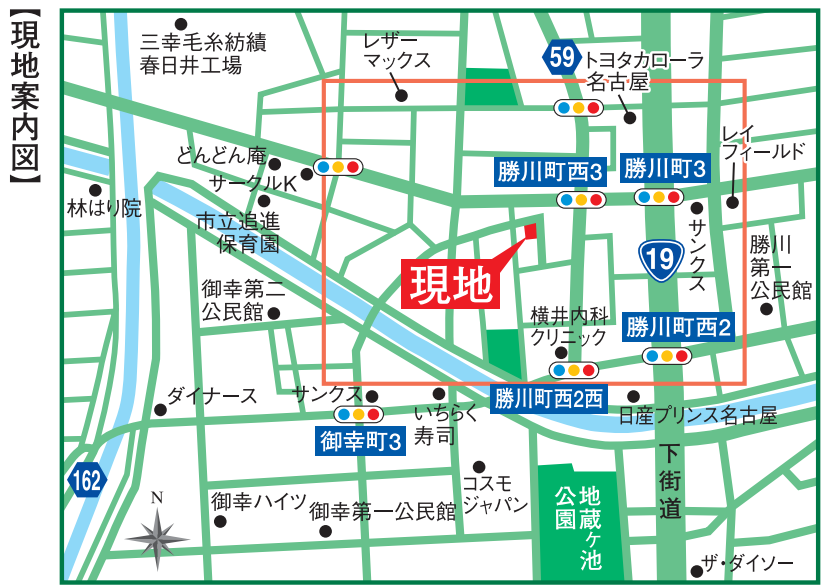 【現地案内図】
三幸毛糸紡績
春日井工場
レザー
マックス
59
トヨタカローラ
名古屋
レイ
フィールド
どんどん庵
サークルK
勝川町西3
勝川町3
林はり院
市立追進
保育園
サンクス
勝川
第一
公民館
19
現地
御幸第二
公民館
横井内科
クリニック
勝川町西2
ダイナース
サンクス
いちらく
寿司
勝川町西2西
日産プリンス名古屋
御幸町3
下街道
162
N
コスモ
ジャパン
地蔵ヶ池
公園
御幸ハイツ
御幸第一公民館
ザ・ダイソー